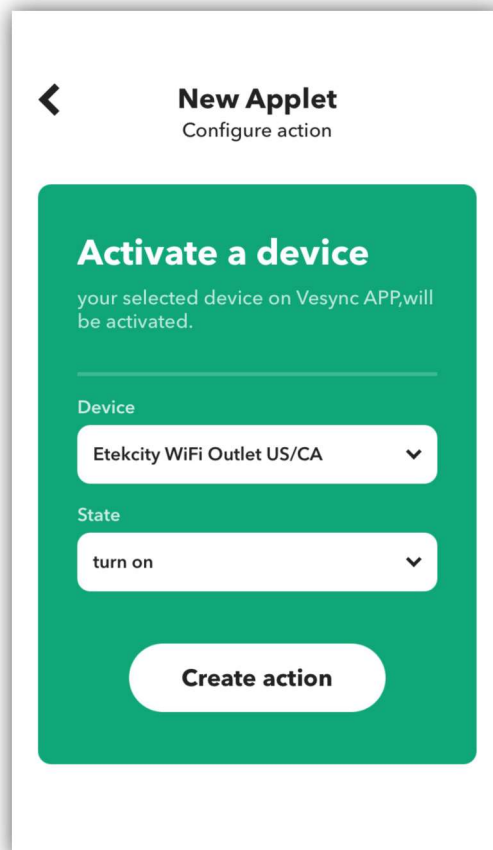 New Applet
Configure action
Activate a device
your selected device on Vesync APP,will
be activated.
Device
Etekcity WiFi Outlet US/CA
State
turn on
Create action